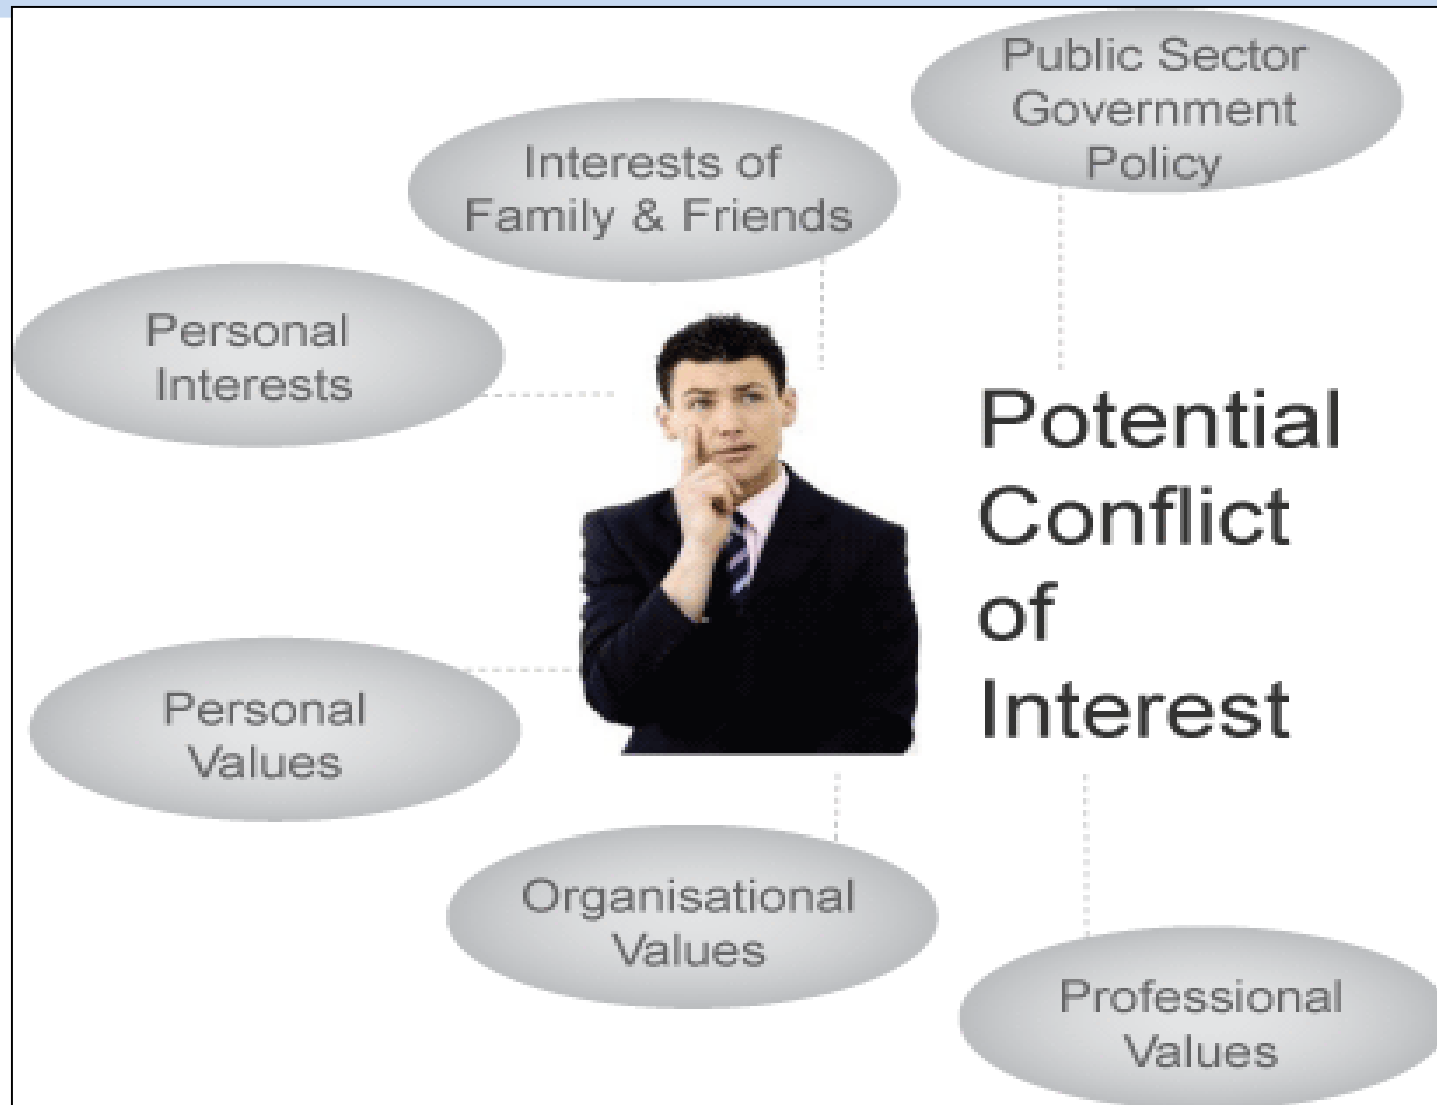 Public Sector
Government
Policy
Interests of
Family & Friends
Personal
Interests
Potential
Conflict
of
Interest
Personal
Values
Organisational
Values
Professional
Values